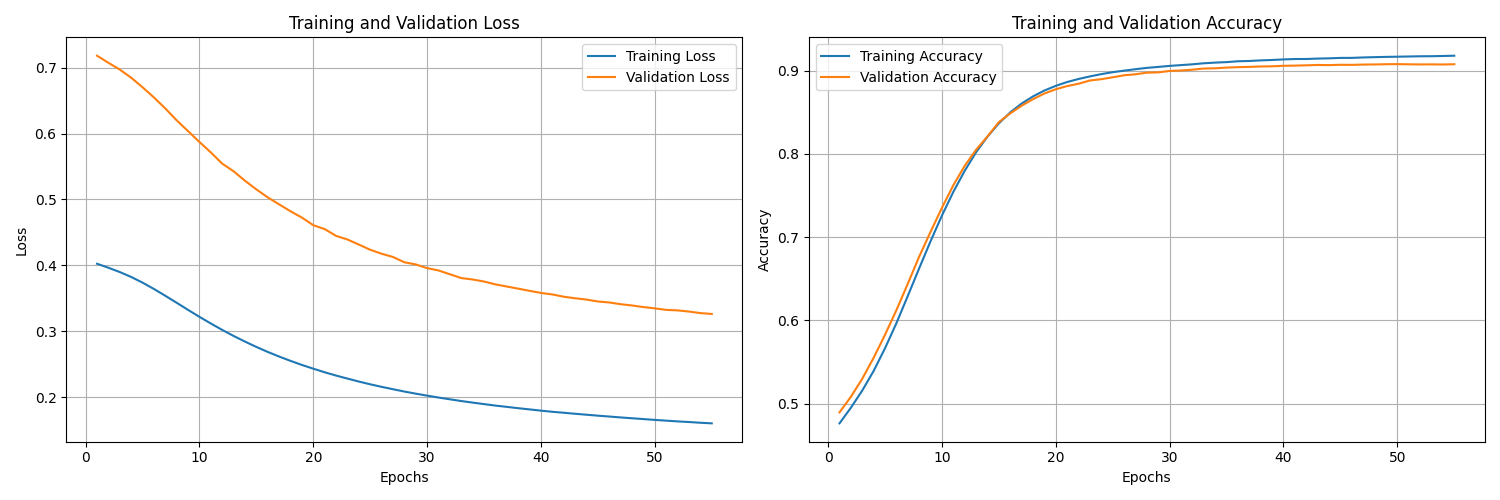 Training and Validation Loss
Training Loss
Validation Loss
0.7
0.6
0.5
0.4
0.3
0.2
Loss
0 10 20 30 40 50
Epochs
Training and Validation Accuracy
Training Accuracy
Validation Accuracy
0.9
0.8
0.7
0.6
0.5
Accuracy
0 10 20 30 40 50
Epochs